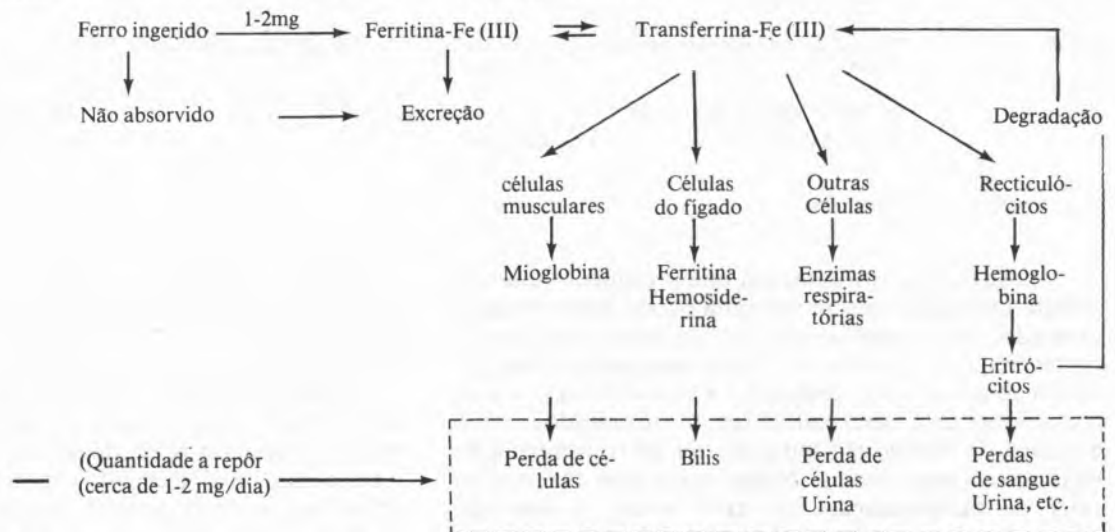 1-2mg
Ferro ingerido
Ferritina-Fe (III)
Transferrina-Fe (III)
Não absorvido
Excreção
Degradação
células
musculares
Células
do fígado
Outras
Células
Recticuló-
citos
Mioglobina
Ferritina
Hemoside-
rina
Enzimas
respira-
tórias
Hemoglo-
bina
Eritró-
citos
(Quantidade a repôr
(cerca de 1-2 mg/dia)
Perda de cé-
lulas
Bílis
Perda de
células
Urina
Perdas
de sangue
Urina, etc